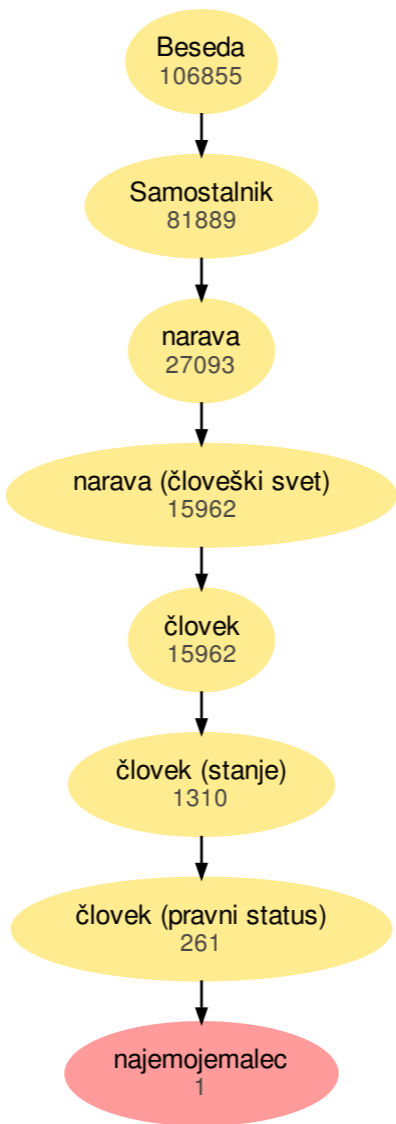 Beseda
106855
Samostalnik
81889
narava
27093
narava (človeški svet)
15962
človek
15962
človek (stanje)
1310
človek (pravni status)
261
najemojemalec
1